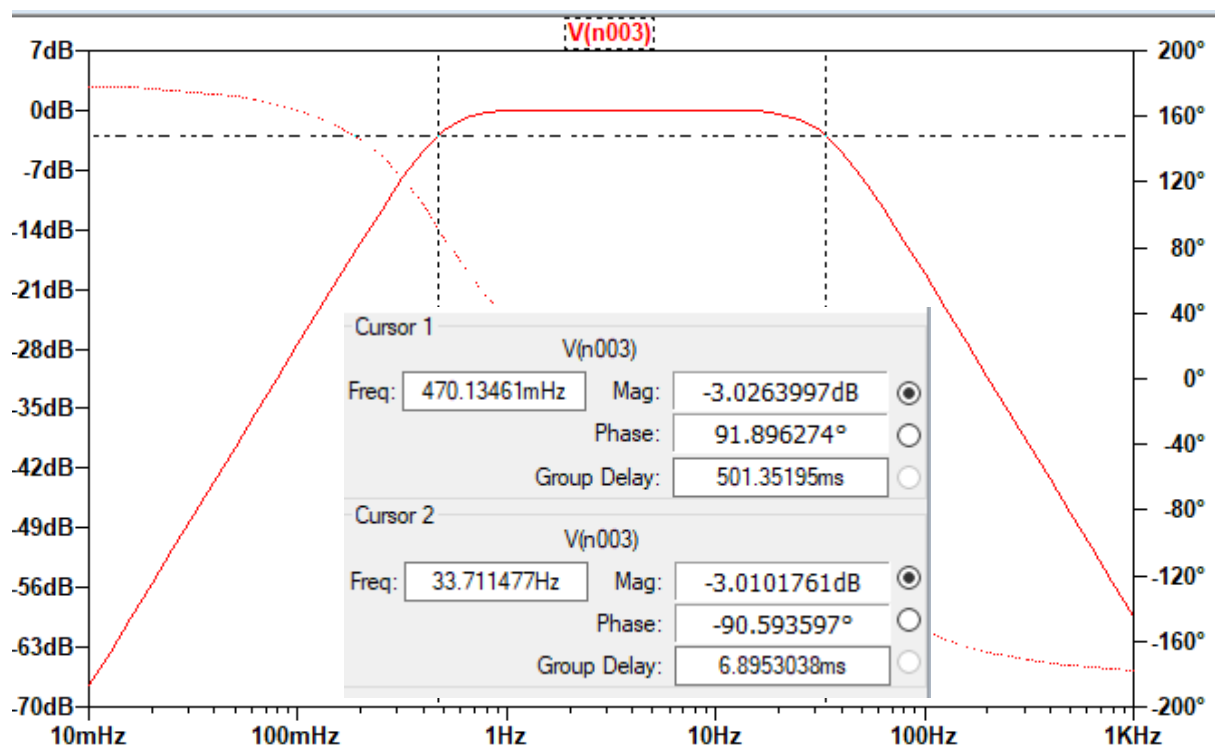 V(n003)
7dB
0dB
-7dB
-14dB
-21dB
-28dB
-35dB
-42dB
-49dB
-56dB
-63dB
-70dB
200°
160°
120°
80°
40°
0°
-40°
-80°
-120°
-160°
-200°
Cursor 1
V(n003)
Freq: 470.13461mHz Mag: -3.0263997dB
Phase: 91.896274°
Group Delay: 501.35195ms
Cursor 2
V(n003)
Freq: 33.711477Hz Mag: -3.0101761dB
Phase: -90.593597°
Group Delay: 6.8953038ms
10mHz 100mHz 1Hz 10Hz 100Hz 1KHz